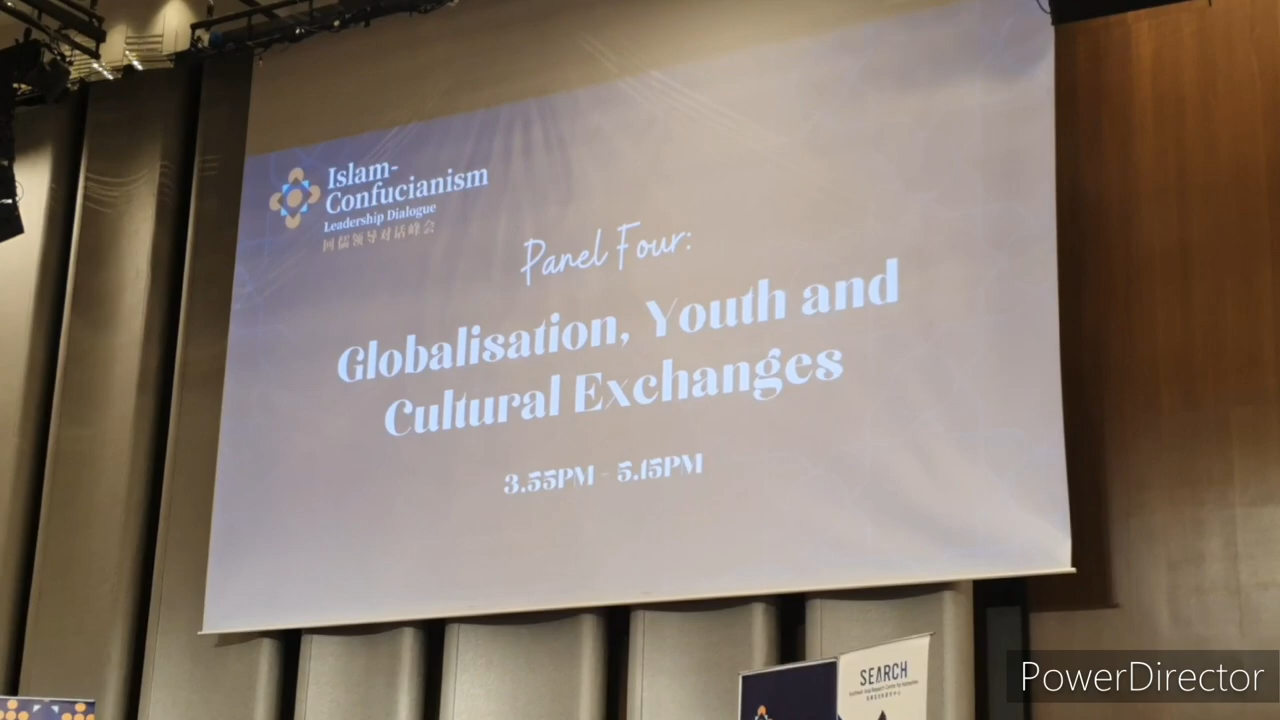 Islam-
Confucianism
Leadership Dialogue
回儒领导对话峰会
Panel Four:
Globalisation, Youth and
Cultural Exchanges
3.55PM - 5.15PM
SEARCH
PowerDirector